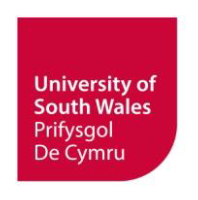 University of
South Wales
Prifysgol
De Cymru